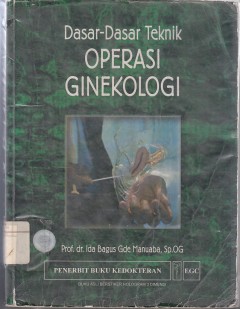 Dasar-Dasar Teknik
OPERASI
GINEKOLOGI
Prof. dr. Ida Bagus Gde Manuaba, Sp.OG
PENERBIT BUKU KEDOKTERAN EGC